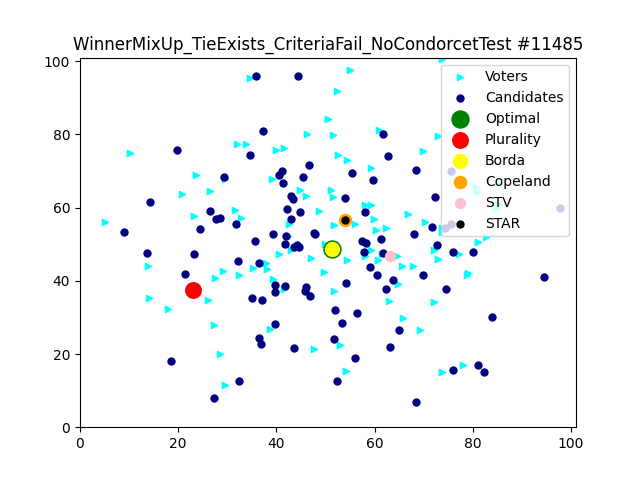 WinnerMixUp_TieExists_CriteriaFail_NoCondorcetTest #11485
100
80
60
40
20
0
0 20 40 60 80 100
Voters
Candidates
Optimal
Plurality
Borda
Copeland
STV
STAR